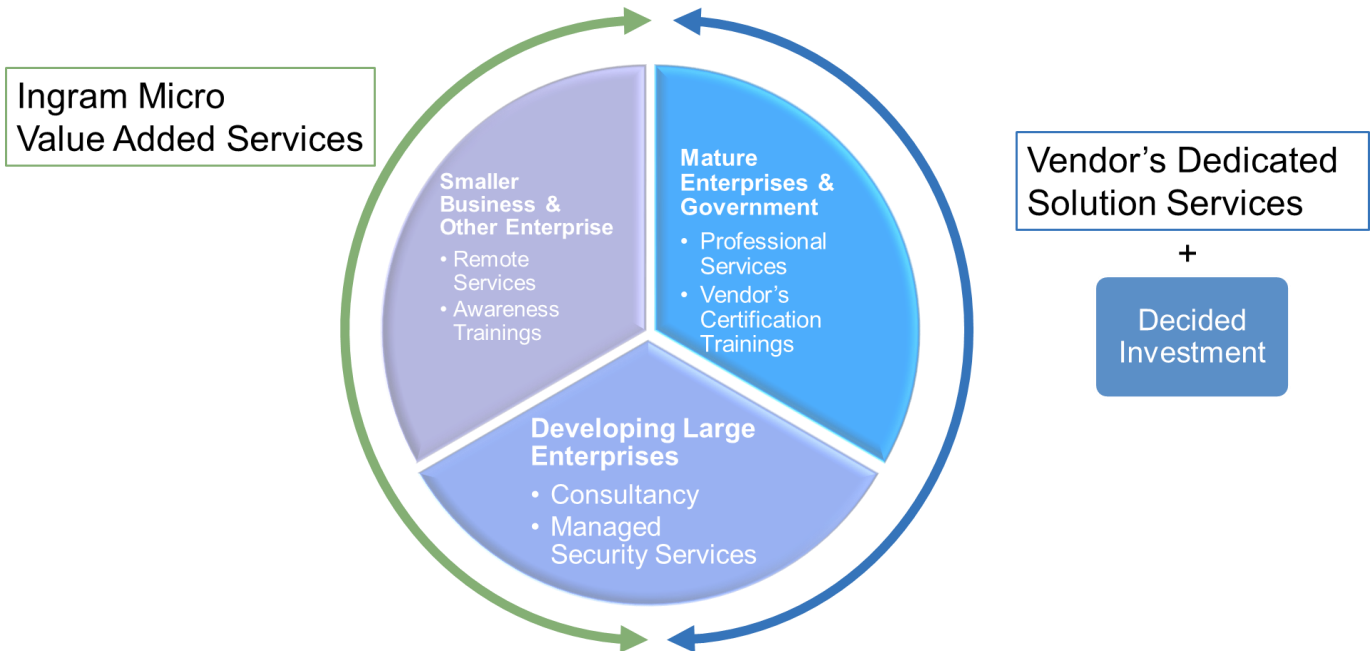 Ingram Micro
Value Added Services
Smaller
Business &
Other Enterprise
• Remote
Services
• Awareness
Trainings
Mature
Enterprises &
Government
• Professional
Services
• Vendor’s
Certification
Trainings
Developing Large
Enterprises
• Consultancy
• Managed
Security Services
Vendor’s Dedicated
Solution Services
+
Decided
Investment